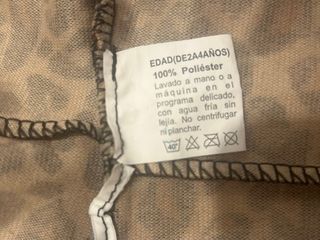 EDAD(DE2A4AÑOS)
100% Poliéster
Lavado a mano o a
máquina en el
programa delicado,
con agua fría sin
lejía. No centrifugar
ni planchar.
40°